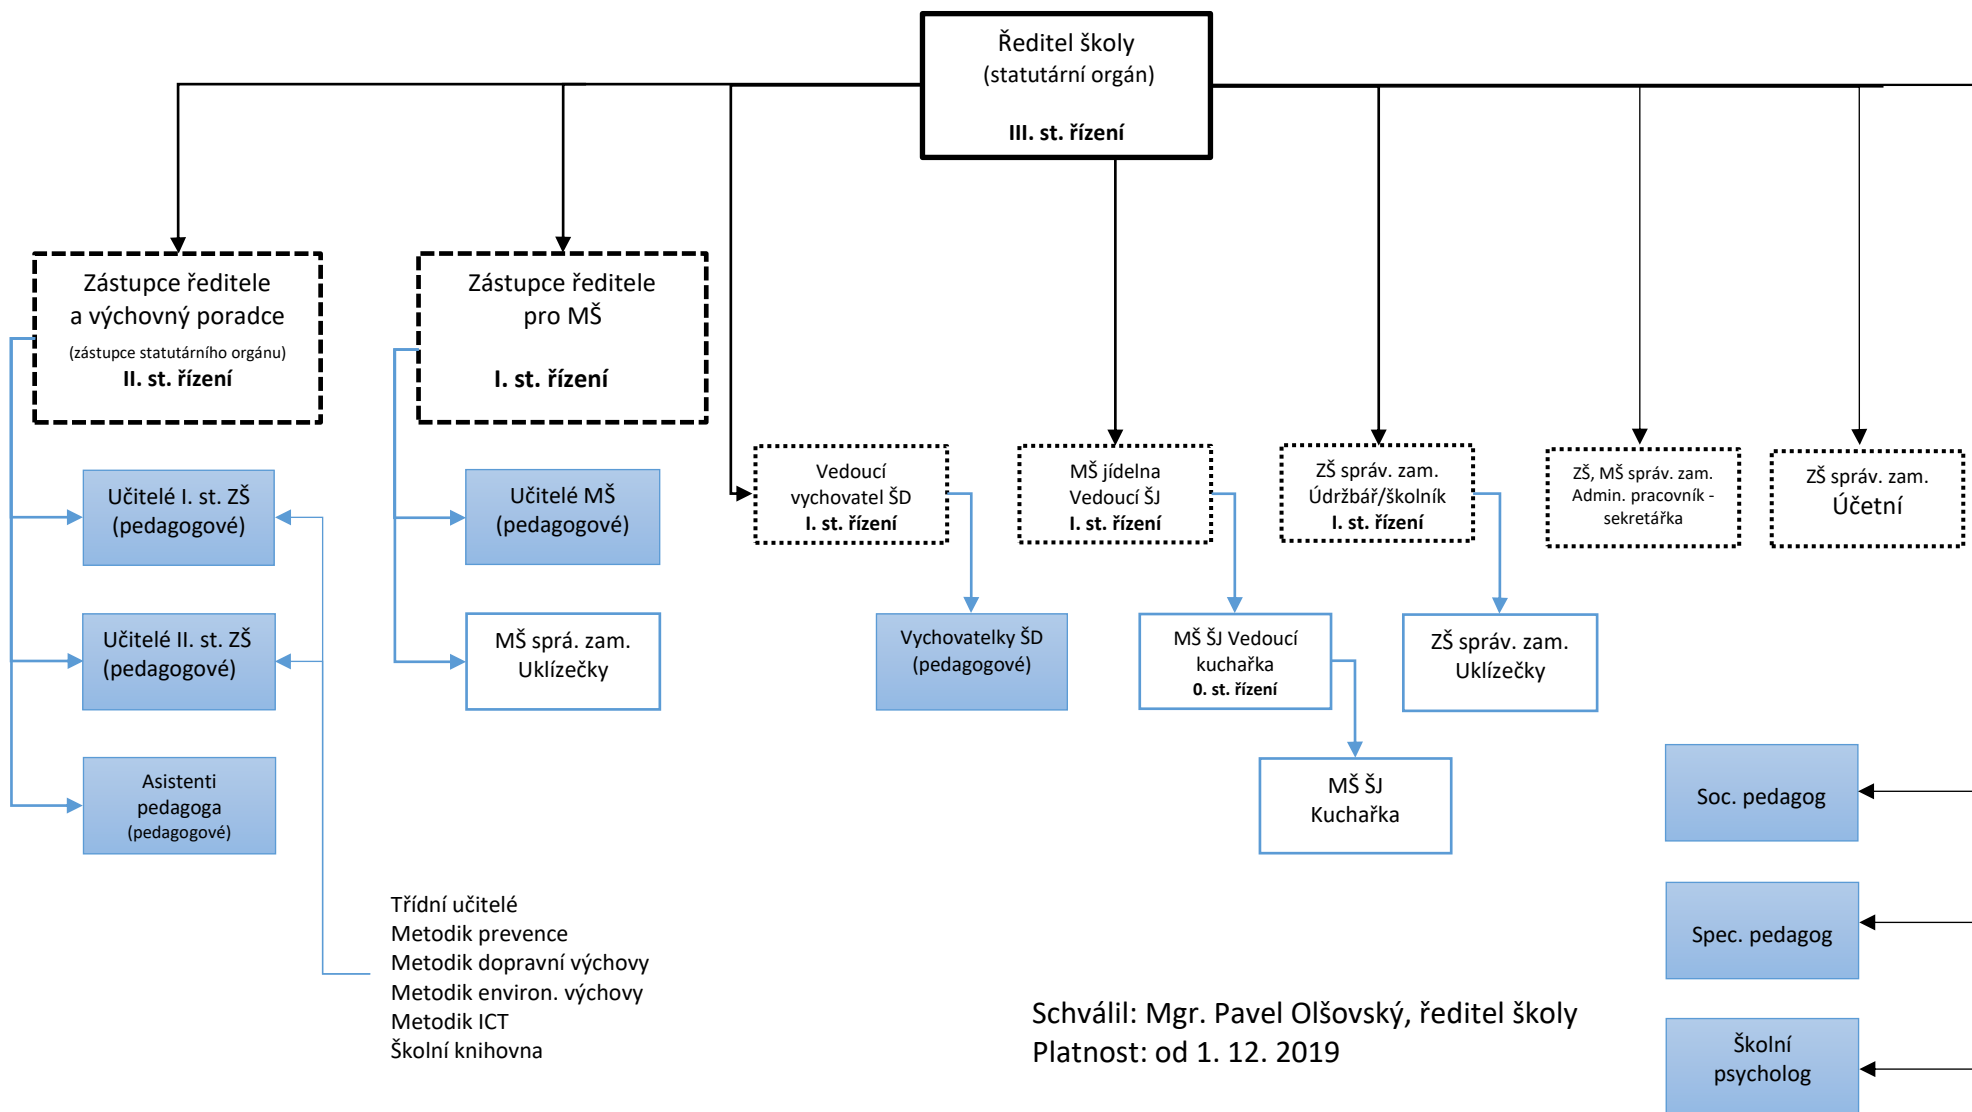 Ředitel školy
(statutární orgán)
III. st. řízení
Zástupce ředitele
a výchovný poradce
(zástupce statutárního orgánu)
II. st. řízení
Zástupce ředitele
pro MŠ
I. st. řízení
Vedoucí
vychovatel ŠD
I. st. řízení
MŠ jídelna
Vedoucí ŠJ
I. st. řízení
ZŠ správ. zam.
Údržbář/školník
I. st. řízení
ZŠ, MŠ správ. zam.
Admin. pracovník -
sekretářka
ZŠ správ. zam.
Účetní
Učitelé I. st. ZŠ
(pedagogové)
Učitelé MŠ
(pedagogové)
Učitelé II. st. ZŠ
(pedagogové)
MŠ sprá. zam.
Uklízečky
Vychovatelky ŠD
(pedagogové)
MŠ ŠJ Vedoucí
kuchařka
0. st. řízení
ZŠ správ. zam.
Uklízečky
Asistenti
pedagoga
(pedagogové)
MŠ ŠJ
Kuchařka
Soc. pedagog
Spec. pedagog
Školní
psycholog
Třídní učitelé
Metodik prevence
Metodik dopravní výchovy
Metodik environ. výchovy
Metodik ICT
Školní knihovna
Schválil: Mgr. Pavel Olšovský, ředitel školy
Platnost: od 1. 12. 2019